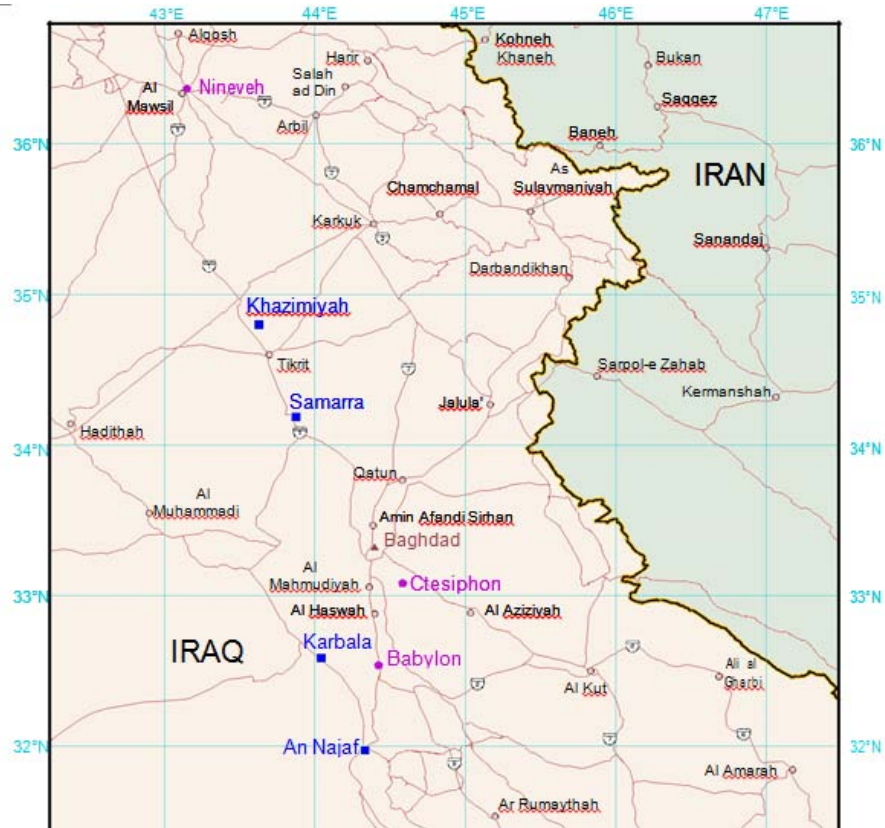 43°E 44°E 45°E 46°E 47°E
Alqosh
Kohneh
Khaneh
Harir
Bukan
Salah
ad Din
Al
Mawsil
Nineveh
Saqqez
Arbil
Baneh
36°N
36°N
As
Sulaymaniyah
IRAN
Chamchamal
Karkuk
Sanandaj
Darbandikhan
35°N
35°N
Khazimiyah
Tikrit
Sarpol-e Zahab
Kermanshah
Samarra
Jalula'
Hadithah
34°N
34°N
Qatun
Al
Muhammadi
Amin Afandi Sirhan
Baghdad
Al
Mahmudiyah
Ctesiphon
33°N
33°N
Al Haswah
Al Aziziyah
IRAQ
Karbala
Babylon
Ali al
Gharbi
Al Kut
An Najaf
32°N
32°N
Al Amarah
Ar Rumaythah